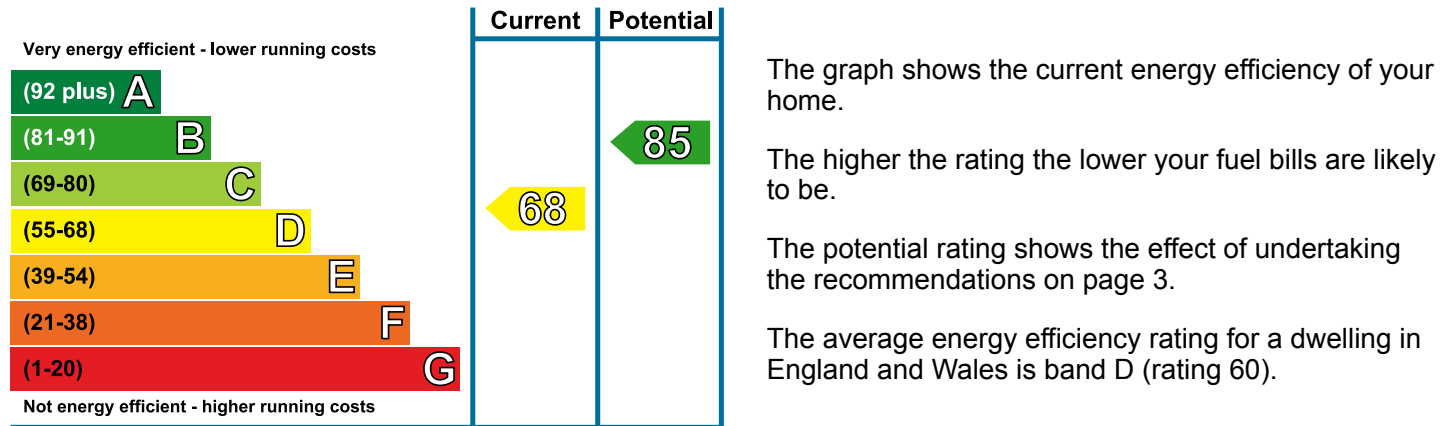 Current Potential
Very energy efficient - lower running costs
(92 plus) A
(81-91) B
85
(69-80) C
68
(55-68) D
(39-54) E
(21-38) F
(1-20) G
Not energy efficient - higher running costs
The graph shows the current energy efficiency of your
home.
The higher the rating the lower your fuel bills are likely
to be.
The potential rating shows the effect of undertaking
the recommendations on page 3.
The average energy efficiency rating for a dwelling in
England and Wales is band D (rating 60).